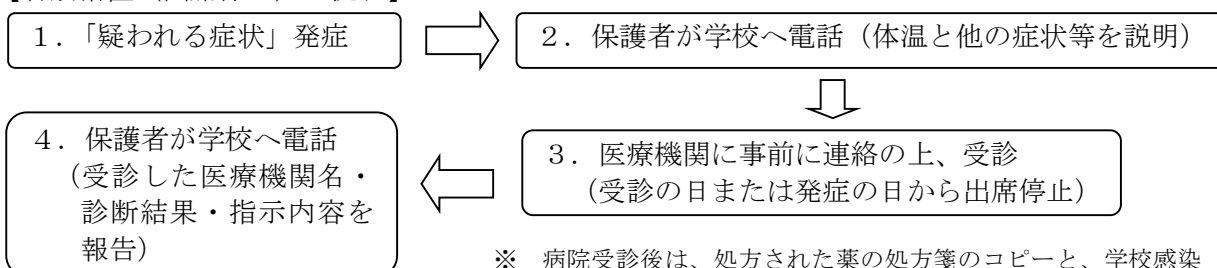 １．「疑われる症状」発症
２．保護者が学校へ電話（体温と他の症状等を説明）
３．医療機関に事前に連絡の上、受診
（受診の日または発症の日から出席停止）
４．保護者が学校へ電話
（受診した医療機関名・
診断結果・指示内容を
報告）
※　病院受診後は、処方された薬の処方箋のコピーと、学校感染